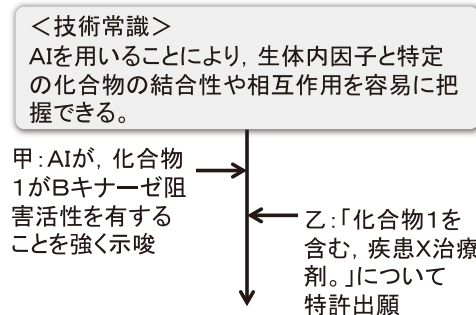 ＜技術常識＞
AIを用いることにより，生体内因子と特定
の化合物の結合性や相互作用を容易に把
握できる。
甲：AIが，化合物
1がBキナーゼ阻
害活性を有する
ことを強く示唆
乙：「化合物1を
含む，疾患X治療
剤。」について
特許出願